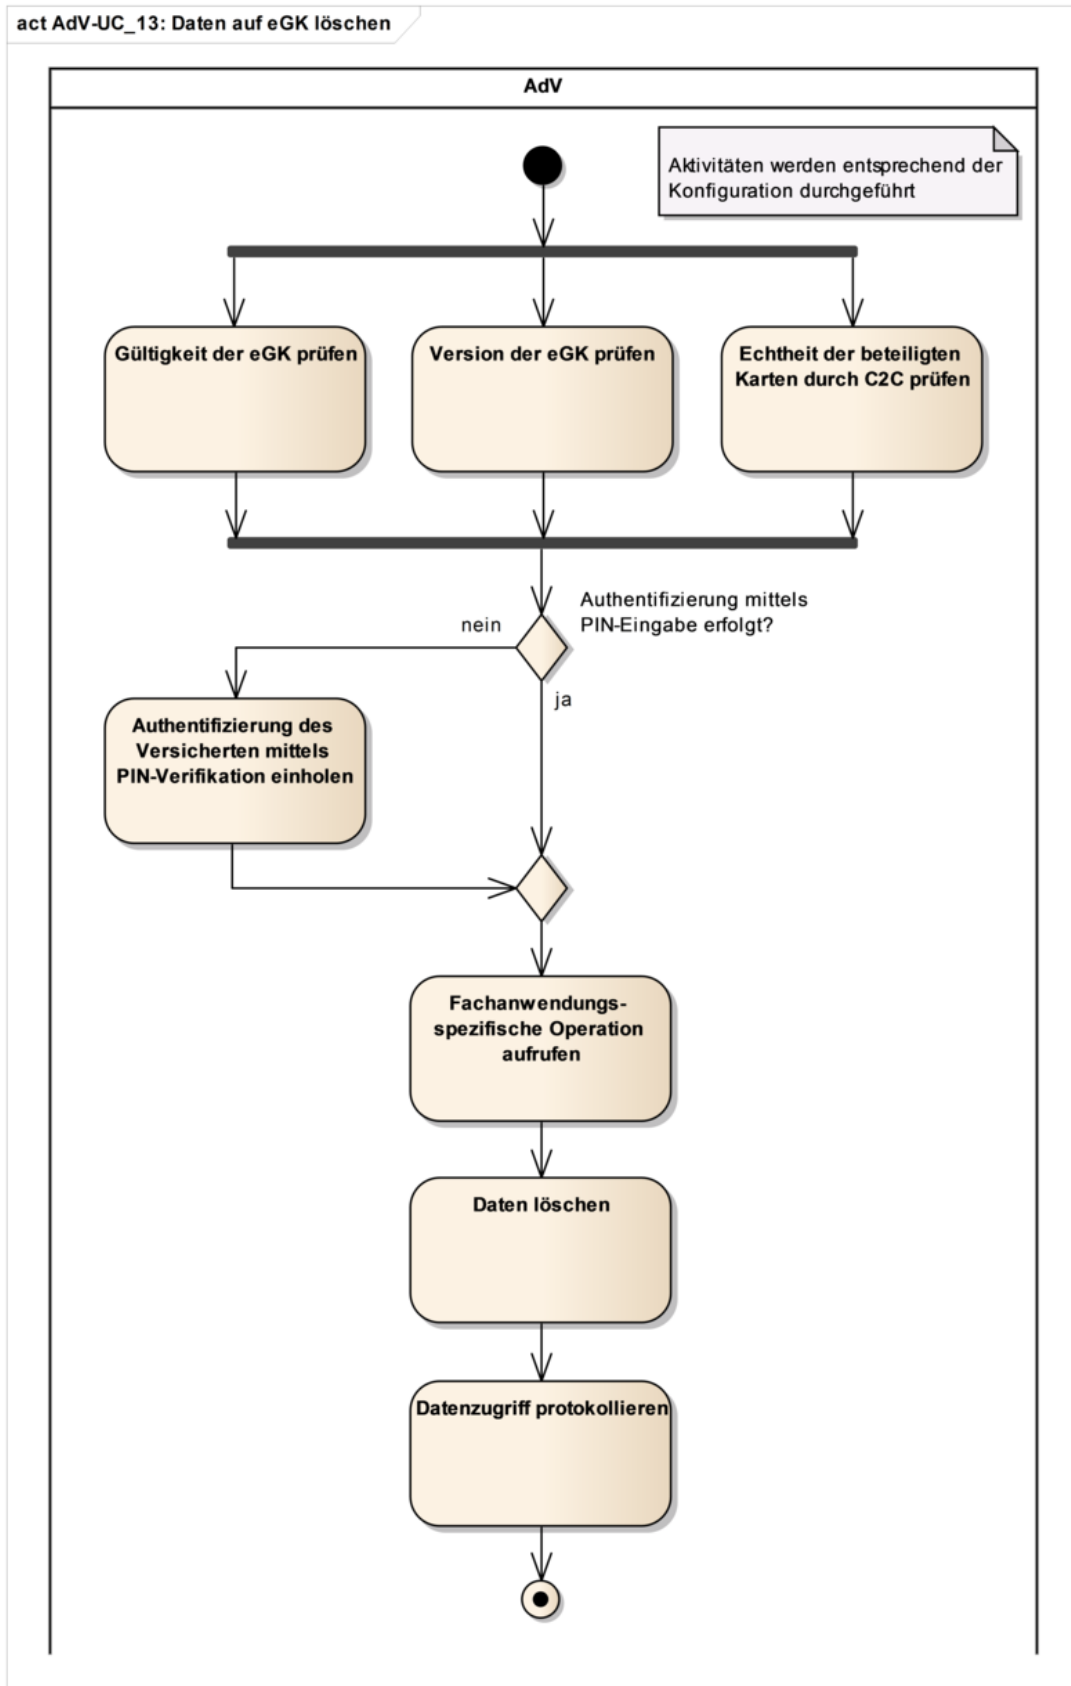 act AdV-UC_13: Daten auf eGK löschen
AdV
Aktivitäten werden entsprechend der
Konfiguration durchgeführt
Gültigkeit der eGK prüfen
Version der eGK prüfen
Echtheit der beteiligten
Karten durch C2C prüfen
Authentifizierung mittels
PIN-Eingabe erfolgt?
nein
ja
Authentifizierung des
Versicherten mittels
PIN-Verifikation einholen
Fachanwendungs-
spezifische Operation
aufrufen
Daten löschen
Datenzugriff protokollieren